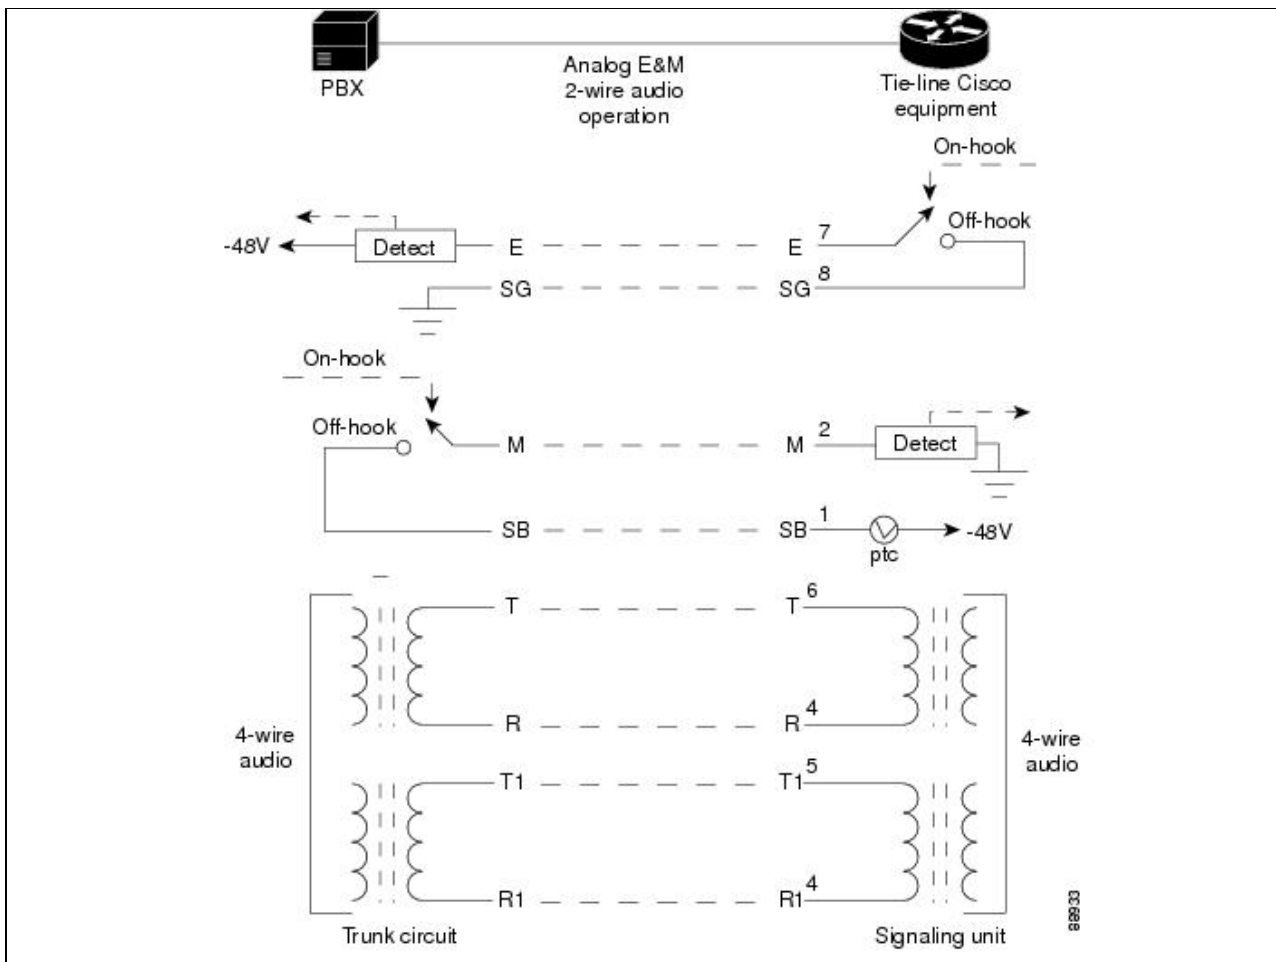 PBX
Analog E&M
2-wire audio
operation
Tie-line Cisco
equipment
On-hook
Off-hook
-48V
Detect
E
E
7
SG
SG
8
On-hook
Off-hook
M
M
2
Detect
SB
SB
1
ptc
-48V
T
T
6
R
R
4
4-wire
audio
4-wire
audio
T1
T1
5
R1
R1
4
Trunk circuit
Signaling unit
88933